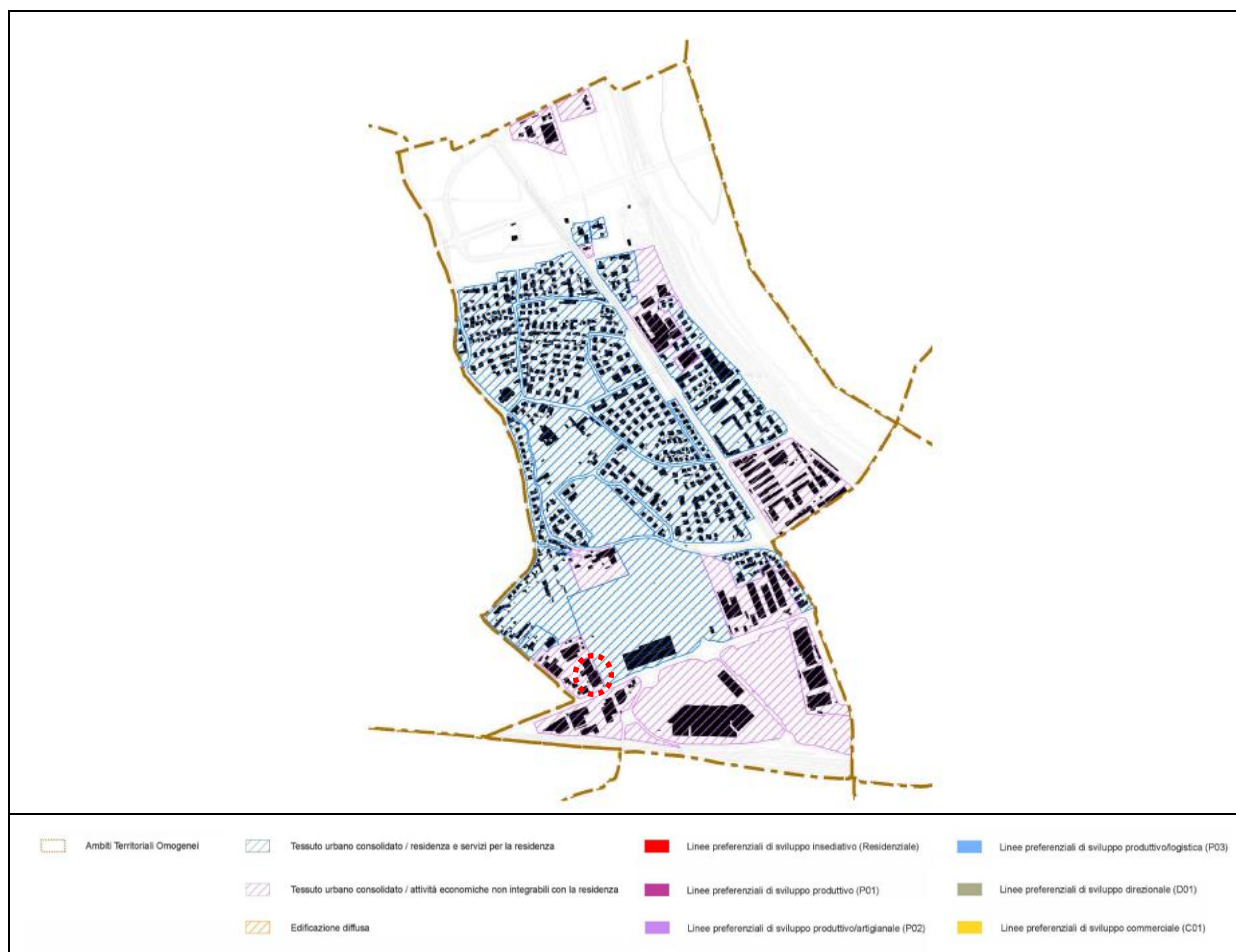 Ambiti Territoriali Omogenei
Tessuto urbano consolidato / residenza e servizi per la residenza
Linee preferenziali di sviluppo insediativo (Residenziale)
Linee preferenziali di sviluppo produttivo/logistica (P03)
Tessuto urbano consolidato / attività economiche non integrabili con la residenza
Linee preferenziali di sviluppo produttivo (P01)
Linee preferenziali di sviluppo direzionale (D01)
Edificazione diffusa
Linee preferenziali di sviluppo produttivo/artigianale (P02)
Linee preferenziali di sviluppo commerciale (C01)